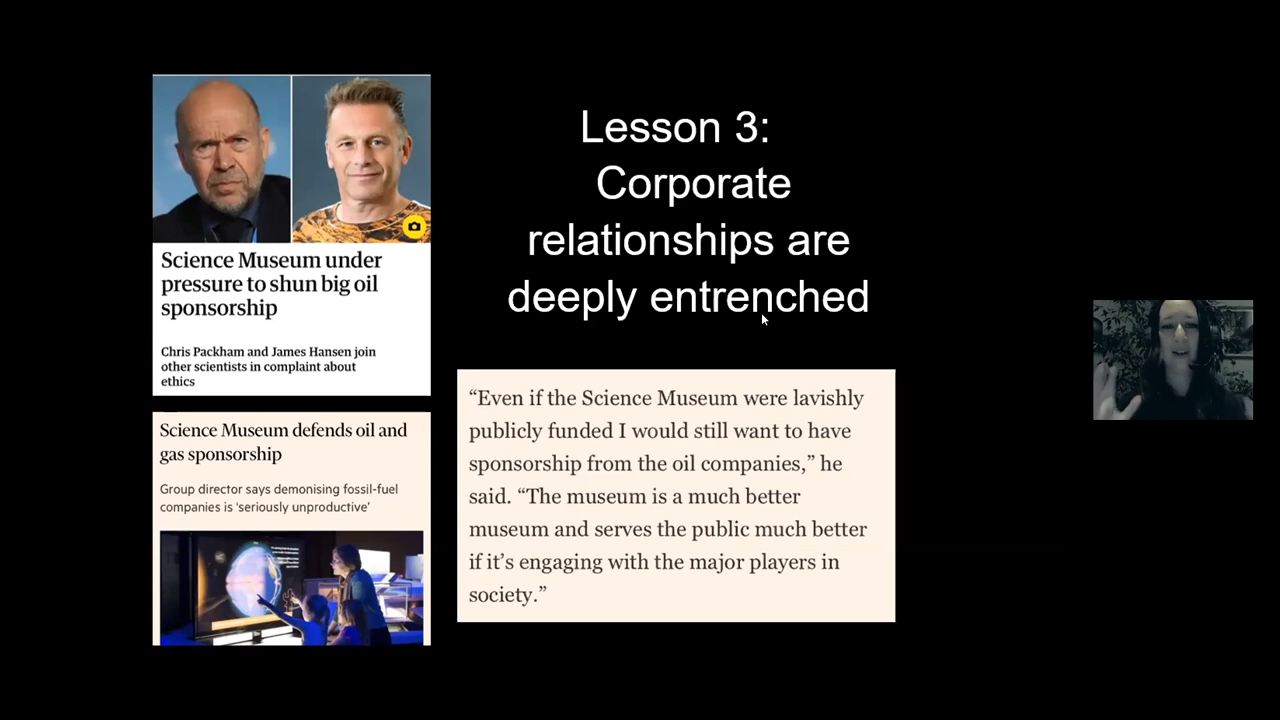 Lesson 3:
Corporate
relationships are
deeply entrenched
Science Museum under
pressure to shun big oil
sponsorship
Chris Packham and James Hansen join
other scientists in complaint about
ethics
Science Museum defends oil and
gas sponsorship
Group director says demonising fossil-fuel
companies is ‘seriously unproductive’
“Even if the Science Museum were lavishly
publicly funded I would still want to have
sponsorship from the oil companies,” he
said. “The museum is a much better
museum and serves the public much better
if it’s engaging with the major players in
society.”